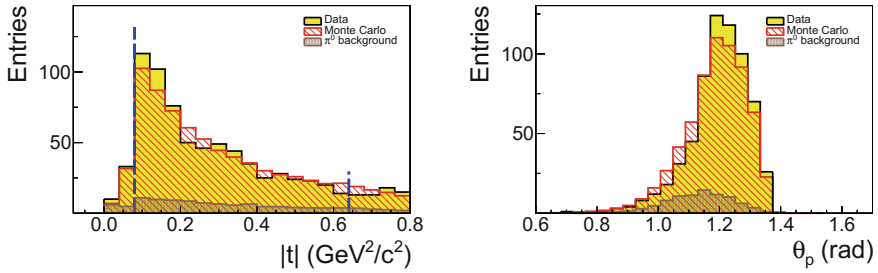 Entries
Data
Monte Carlo
π⁰ background
100
50
0.0
0.2
0.4
0.6
0.8
|t| (GeV²/c²)
Entries
Data
Monte Carlo
π⁰ background
100
50
0.6
0.8
1.0
1.2
1.4
1.6
θ_p (rad)